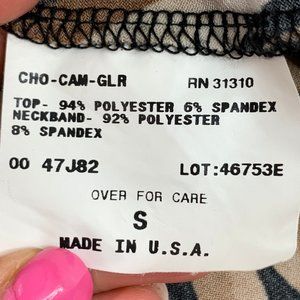 CHO-CAM-GLR RN 31310
TOP- 94% POLYESTER 6% SPANDEX
NECKBAND- 92% POLYESTER
8% SPANDEX
00 47J82 LOT:46753E
OVER FOR CARE
S
MADE IN U.S.A.